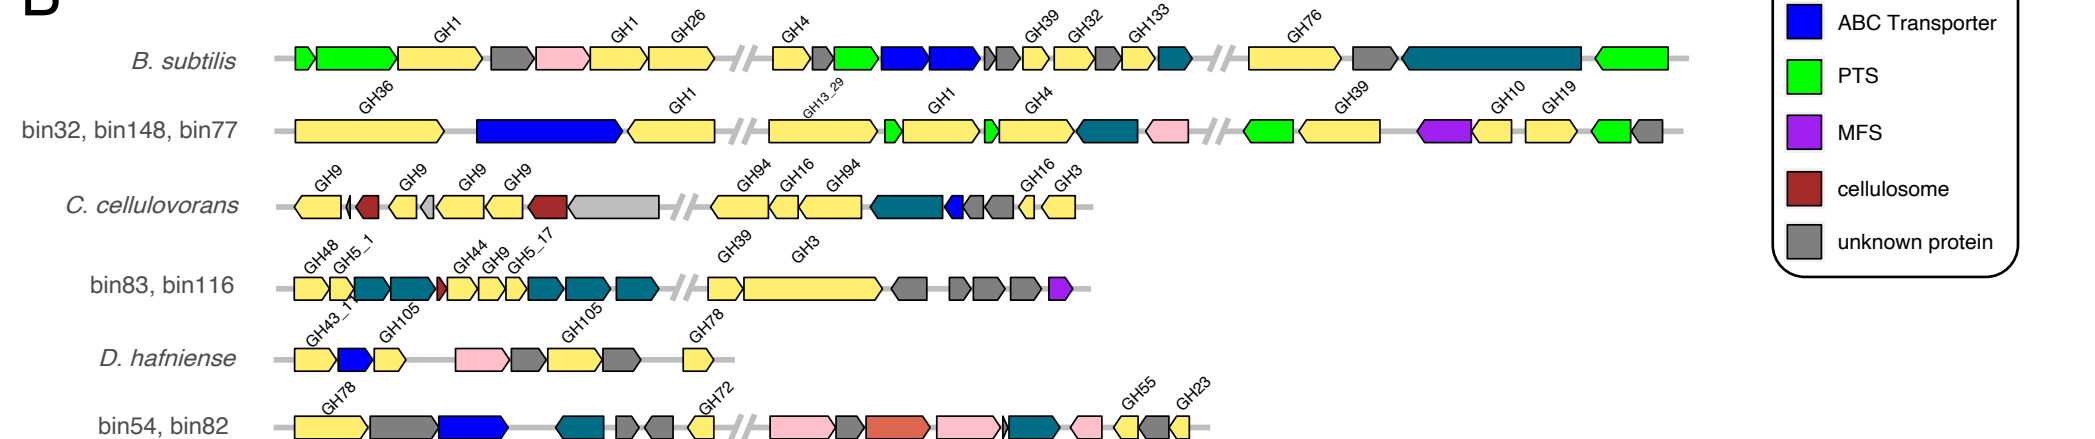 B
GH1 GH1 GH26 GH4 GH39 GH32 GH133 GH76
B. subtilis
ABC Transporter
PTS
GH36 GH1 GH13_29 GH1 GH4 GH39 GH10 GH19
bin32, bin148, bin77
MFS
GH9 GH9 GH9 GH9 GH94 GH16 GH94 GH16 GH3
C. cellulovorans
cellulosome
unknown protein
GH48 GH5_1 GH44 GH9 GH5_17 GH39 GH3
bin83, bin116
GH105 GH105 GH78
D. hafniense
GH78 GH72 GH55 GH23
bin54, bin82